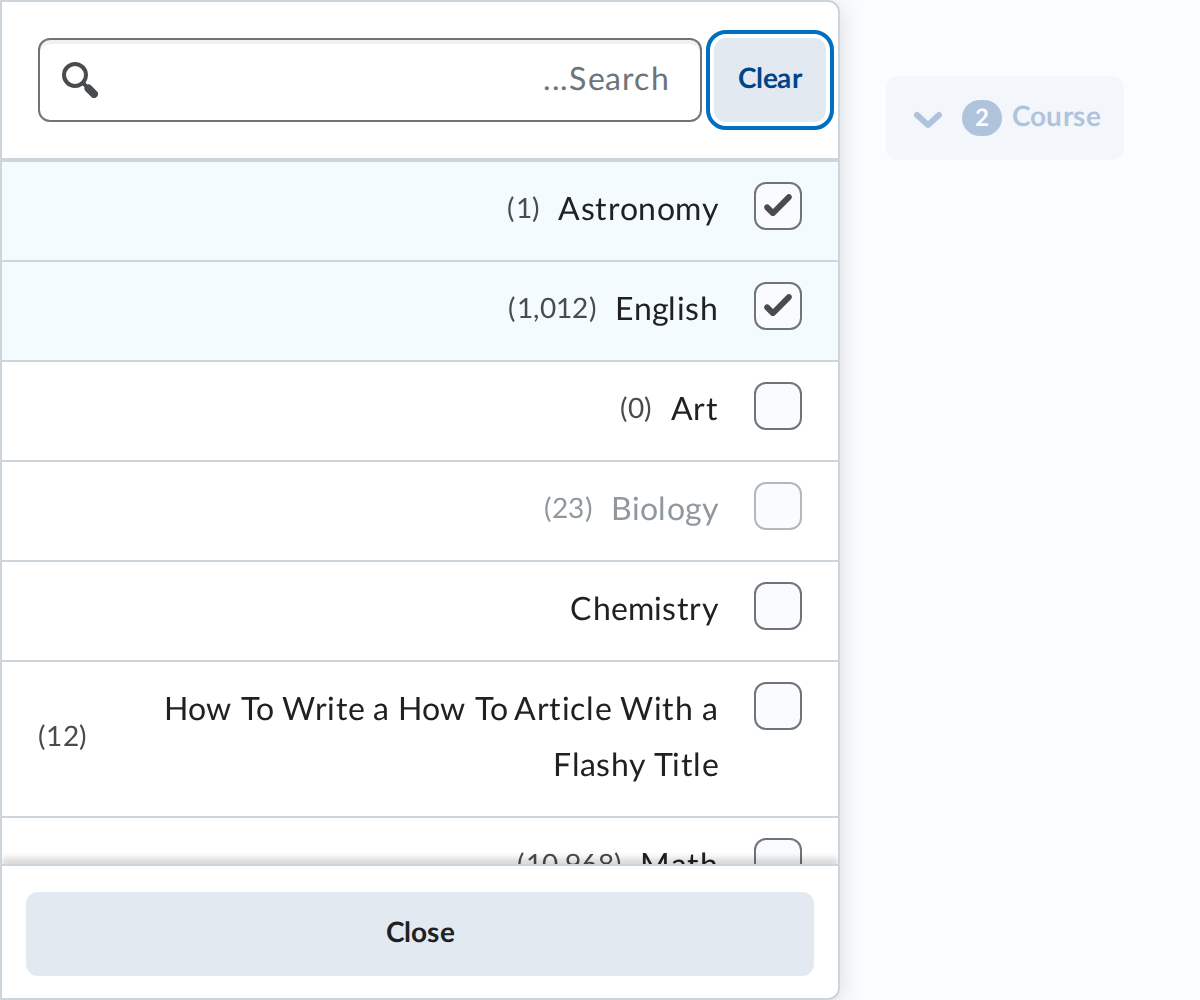 ...Search
Clear
2 Course
(1) Astronomy
(1,012) English
(0) Art
(23) Biology
Chemistry
How To Write a How To Article With a
Flashy Title
(12)
(10,968) Math
Close